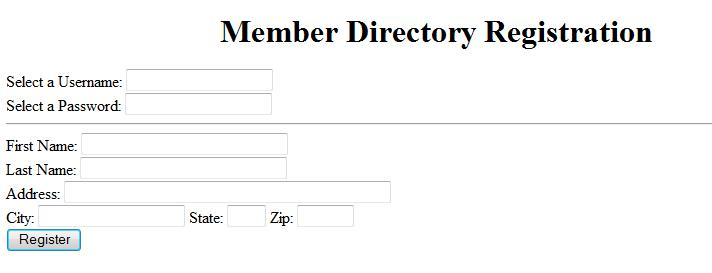 Member Directory Registration
Select a Username:
Select a Password:
First Name:
Last Name:
Address:
City: State: Zip:
Register